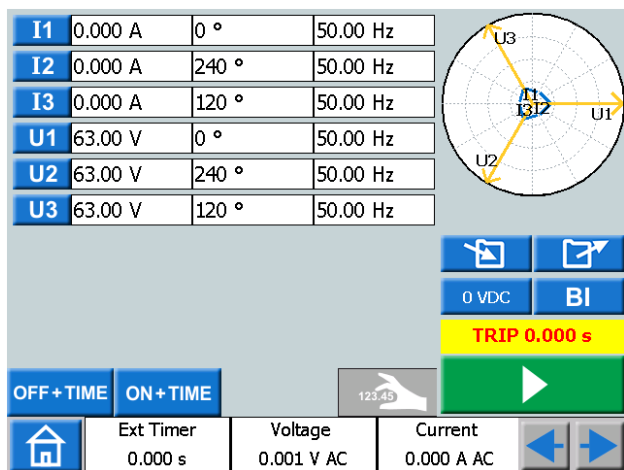 I1 0.000 A 0 ° 50.00 Hz
I2 0.000 A 240 ° 50.00 Hz
I3 0.000 A 120 ° 50.00 Hz
U1 63.00 V 0 ° 50.00 Hz
U2 63.00 V 240 ° 50.00 Hz
U3 63.00 V 120 ° 50.00 Hz
U3
I1
I3 I2
U1
U2
0 VDC BI
TRIP 0.000 s
OFF+TIME ON+TIME 123.45
Ext Timer Voltage Current
0.000 s 0.001 V AC 0.000 A AC